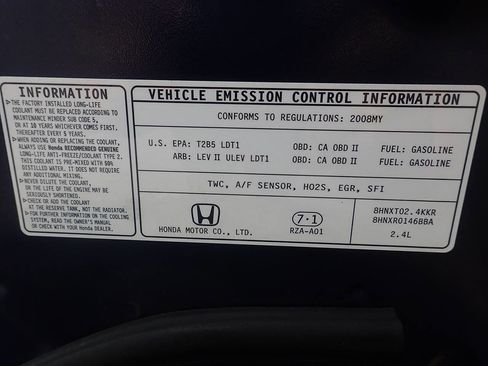 INFORMATION
▷THE FACTORY INSTALLED LONG-LIFE
COOLANT MUST BE REPLACED ACCORDING TO
MAINTENANCE MINDER SUB CODE 5,
OR AT 10 YEARS WHICHEVER COMES FIRST.
THEREAFTER EVERY 5 YEARS.
▷WHEN ADDING OR REPLACING THE COOLANT,
ALWAYS USE Honda RECOMMENDED GENUINE
LONG-LIFE ANTI-FREEZE/COOLANT TYPE 2.
THIS COOLANT IS PRE-MIXED WITH 50%
DISTILLED WATER. IT DOES NOT REQUIRE
ANY ADDITIONAL MIXING.
▷NEVER DILUTE THE COOLANT,
OR THE LIFE OF THE ENGINE MAY BE
SERIOUSLY SHORTENED.
▷CHECK OR ADD THE COOLANT
AT THE RESERVE TANK, NOT THE RADIATOR.
▷FOR FURTHER INFORMATION ON THE COOLING
SYSTEM, READ THE OWNER'S MANUAL
OR CHECK WITH YOUR Honda DEALER.
VEHICLE EMISSION CONTROL INFORMATION
CONFORMS TO REGULATIONS: 2008MY
U.S. EPA: T2B5 LDT1 OBD: CA OBD II FUEL: GASOLINE
ARB: LEV II ULEV LDT1 OBD: CA OBD II FUEL: GASOLINE
TWC, A/F SENSOR, HO2S, EGR, SFI
HONDA MOTOR CO., LTD.
7-1
RZA-A01
8HNXT02.4KKR
8HNXR0146BBA
2.4L